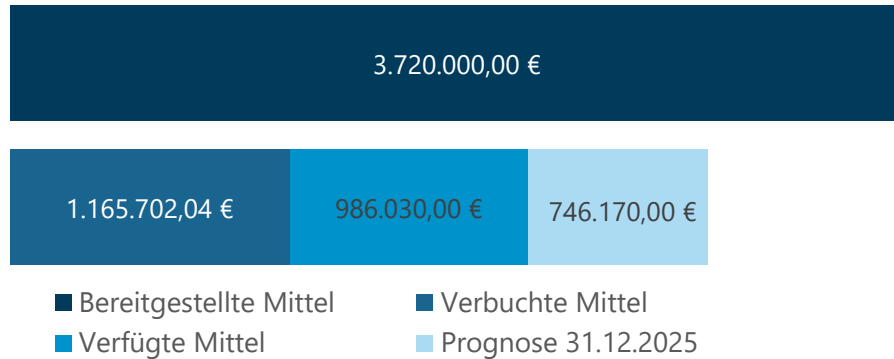 3.720.000,00 €
1.165.702,04 € 986.030,00 € 746.170,00 €
Bereitgestellte Mittel Verbuchte Mittel
Verfügte Mittel Prognose 31.12.2025